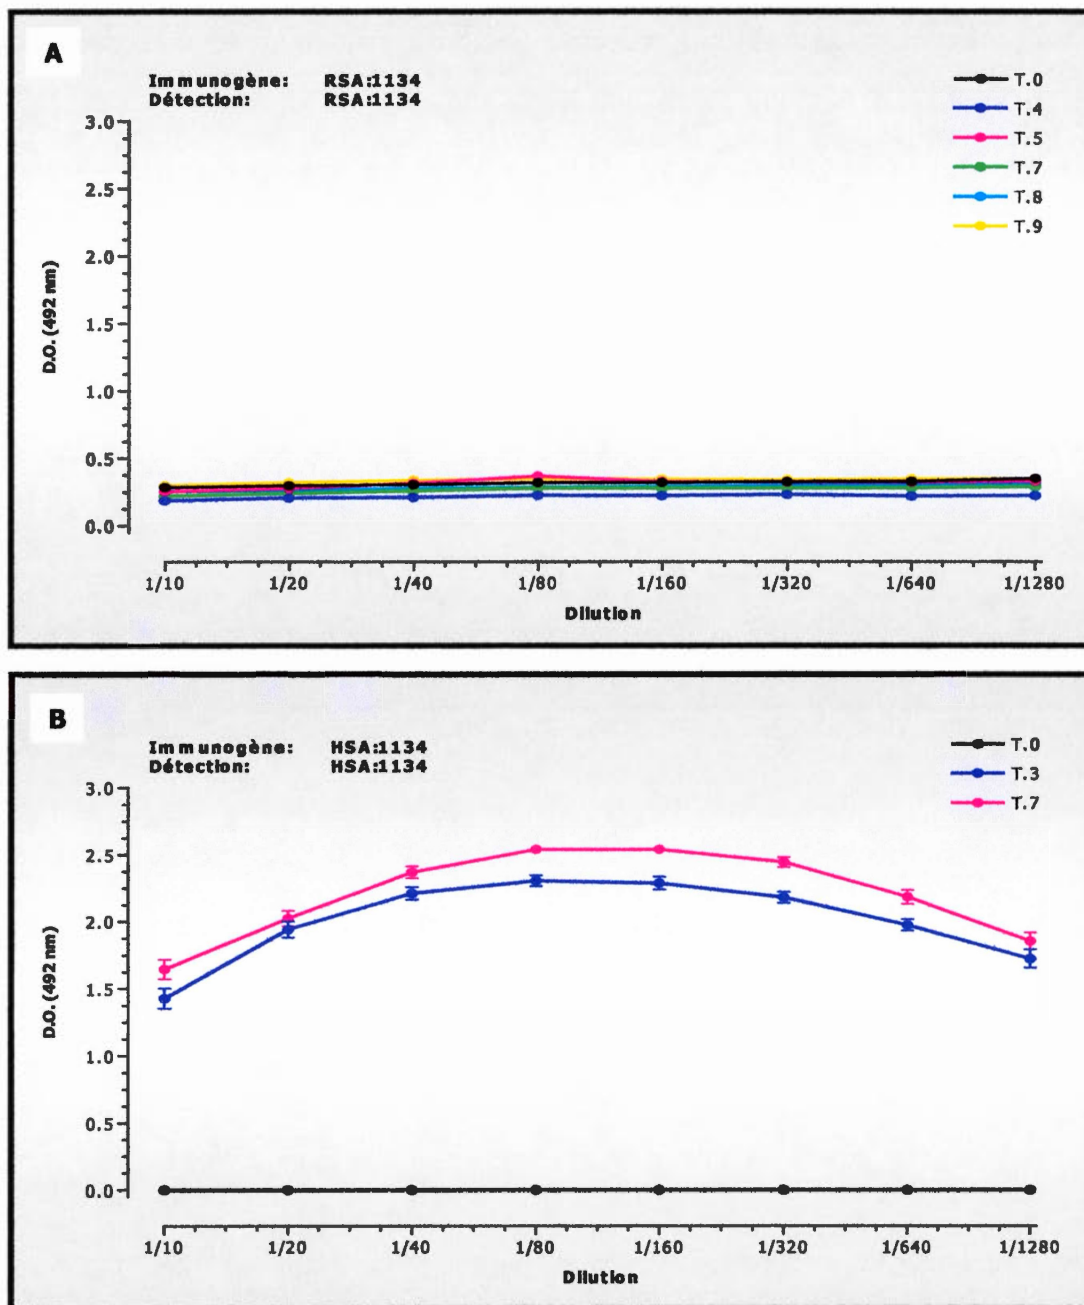 A
Immunogène: RSA:1134
Détection: RSA:1134
T.0
T.4
T.5
T.7
T.8
T.9
3.0
2.5
2.0
1.5
1.0
0.5
0.0
D.O. (492 nm)
1/10 1/20 1/40 1/80 1/160 1/320 1/640 1/1280
Dilution
B
Immunogène: HSA:1134
Détection: HSA:1134
T.0
T.3
T.7
3.0
2.5
2.0
1.5
1.0
0.5
0.0
D.O. (492 nm)
1/10 1/20 1/40 1/80 1/160 1/320 1/640 1/1280
Dilution